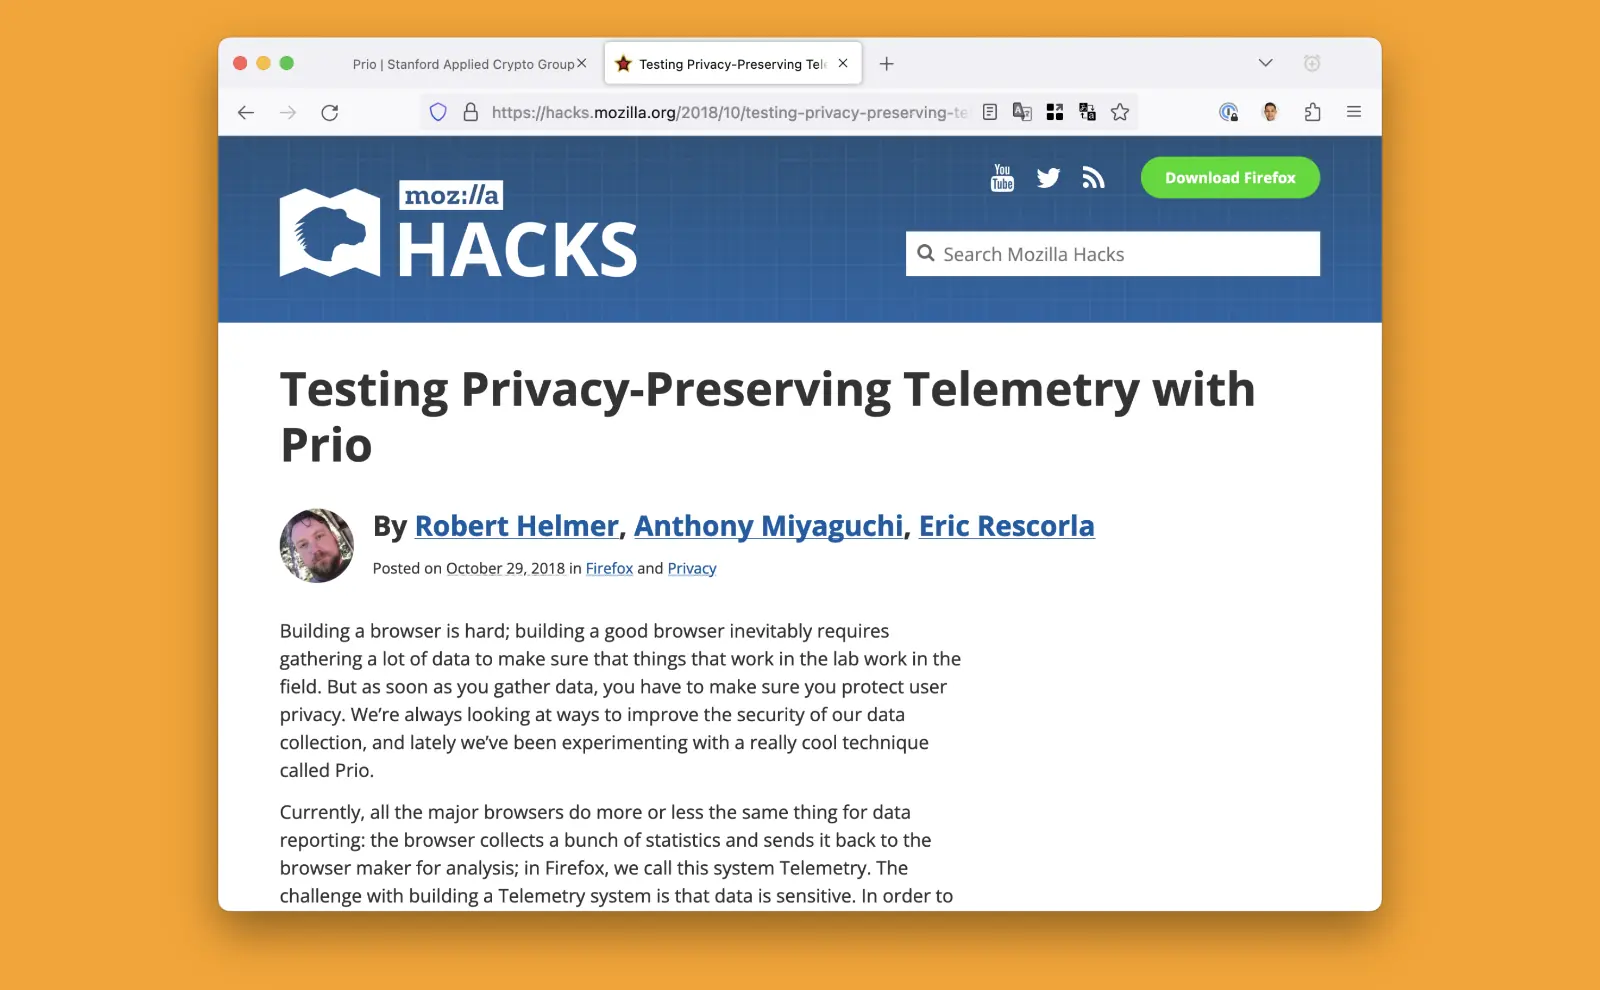 Prio | Stanford Applied Crypto Group
Testing Privacy-Preserving Tel
https://hacks.mozilla.org/2018/10/testing-privacy-preserving-te
You
Tube
Download Firefox
moz://a
HACKS
Search Mozilla Hacks
Testing Privacy-Preserving Telemetry with
Prio
By Robert Helmer, Anthony Miyaguchi, Eric Rescorla
Posted on October 29, 2018 in Firefox and Privacy
Building a browser is hard; building a good browser inevitably requires
gathering a lot of data to make sure that things that work in the lab work in the
field. But as soon as you gather data, you have to make sure you protect user
privacy. We’re always looking at ways to improve the security of our data
collection, and lately we’ve been experimenting with a really cool technique
called Prio.
Currently, all the major browsers do more or less the same thing for data
reporting: the browser collects a bunch of statistics and sends it back to the
browser maker for analysis; in Firefox, we call this system Telemetry. The
challenge with building a Telemetry system is that data is sensitive. In order to